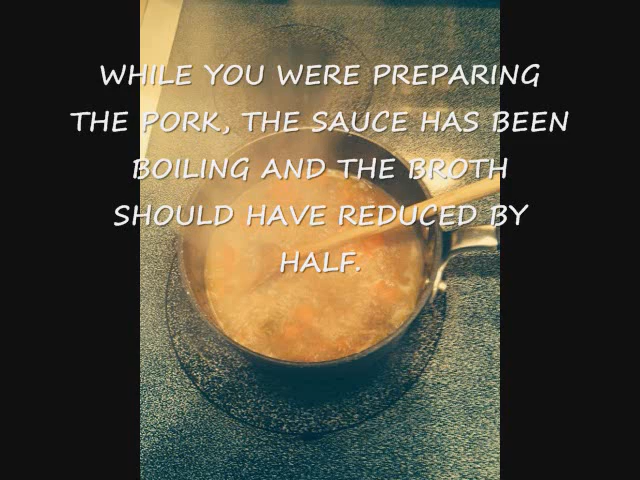 WHILE YOU WERE PREPARING
THE PORK, THE SAUCE HAS BEEN
BOILING AND THE BROTH
SHOULD HAVE REDUCED BY
HALF.